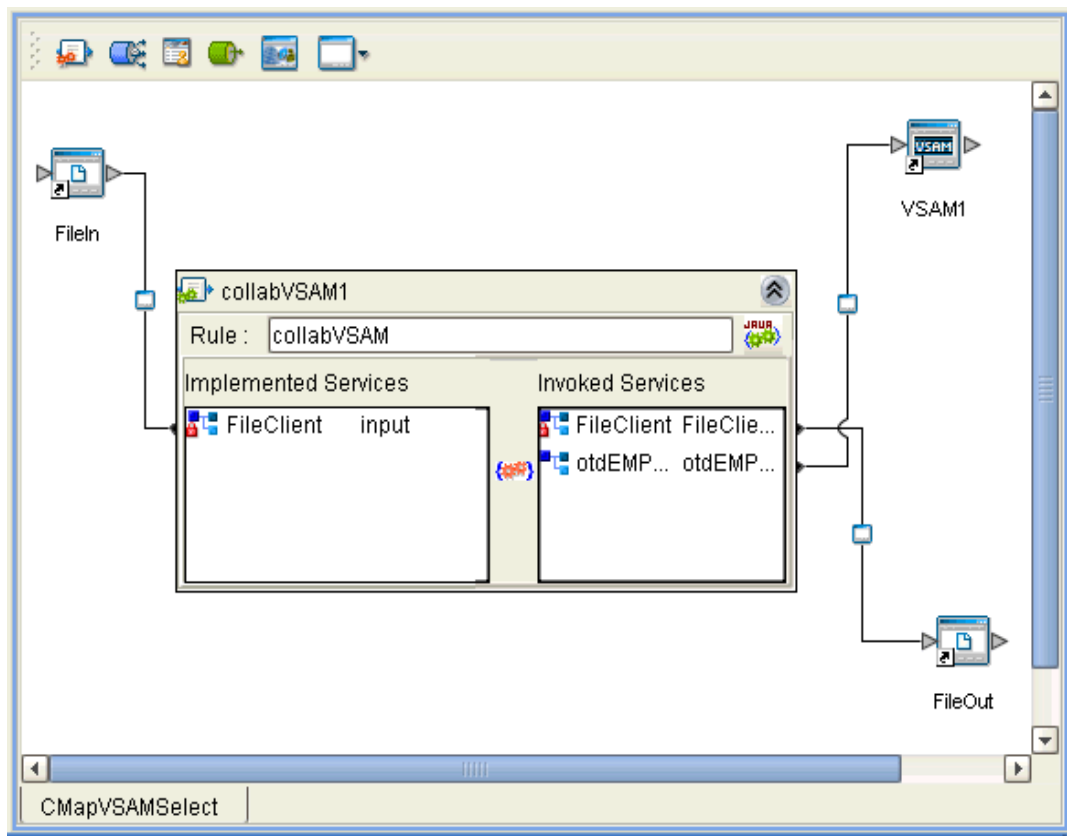 VSAM
VSAM1
FileIn
collabVSAM1
Rule : collabVSAM
JAVA
Implemented Services
Invoked Services
FileClient input
FileClient FileClie...
otdEMP... otdEMP...
FileOut
CMapVSAMSelect